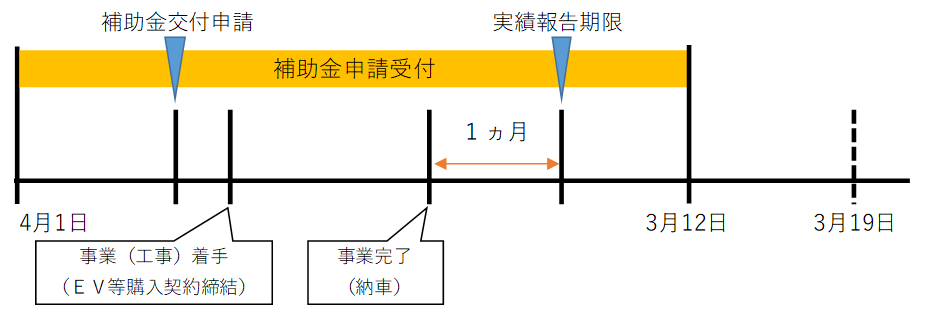 補助金交付申請
実績報告期限
補助金申請受付
１ヵ月
4月1日
3月12日
3月19日
事業（工事）着手
（ＥＶ等購入契約締結）
事業完了
（納車）